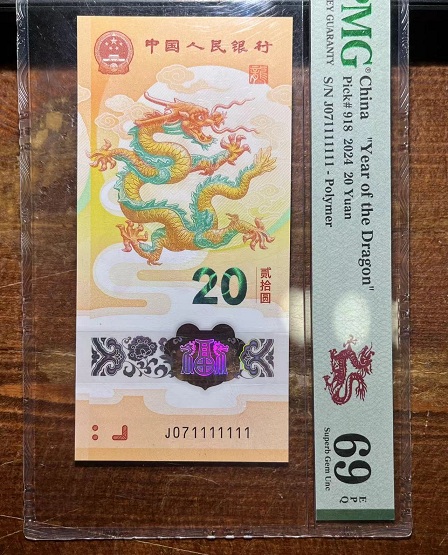 中国人民银行
20
贰拾圆
福
J071111111
PMG®
EY GUARANTY
China "Year of the Dragon"
Pick# 918 2024 20 Yuan
S/N J071111111 - Polymer
69 EPQ
Superb Gem Unc